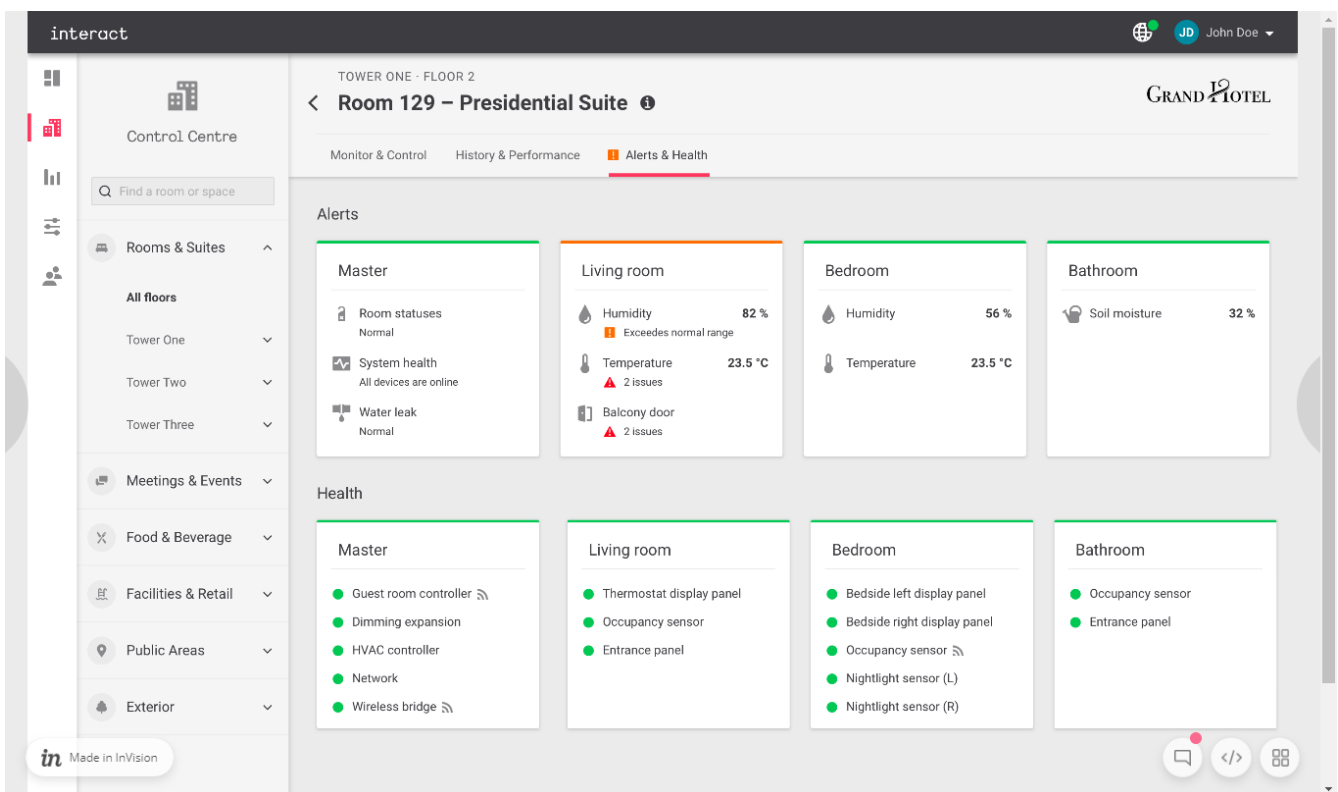 interact
JD John Doe
Control Centre
Find a room or space
Rooms & Suites
All floors
Tower One
Tower Two
Tower Three
Meetings & Events
Food & Beverage
Facilities & Retail
Public Areas
Exterior
TOWER ONE · FLOOR 2
Room 129 – Presidential Suite
GRAND HOTEL
Monitor & Control
History & Performance
Alerts & Health
Alerts
Master
Room statuses
Normal
System health
All devices are online
Water leak
Normal
Living room
Humidity 82 %
Exceedes normal range
Temperature 23.5 °C
2 issues
Balcony door
2 issues
Bedroom
Humidity 56 %
Temperature 23.5 °C
Bathroom
Soil moisture 32 %
Health
Master
Guest room controller
Dimming expansion
HVAC controller
Network
Wireless bridge
Living room
Thermostat display panel
Occupancy sensor
Entrance panel
Bedroom
Bedside left display panel
Bedside right display panel
Occupancy sensor
Nightlight sensor (L)
Nightlight sensor (R)
Bathroom
Occupancy sensor
Entrance panel
in Made in InVision